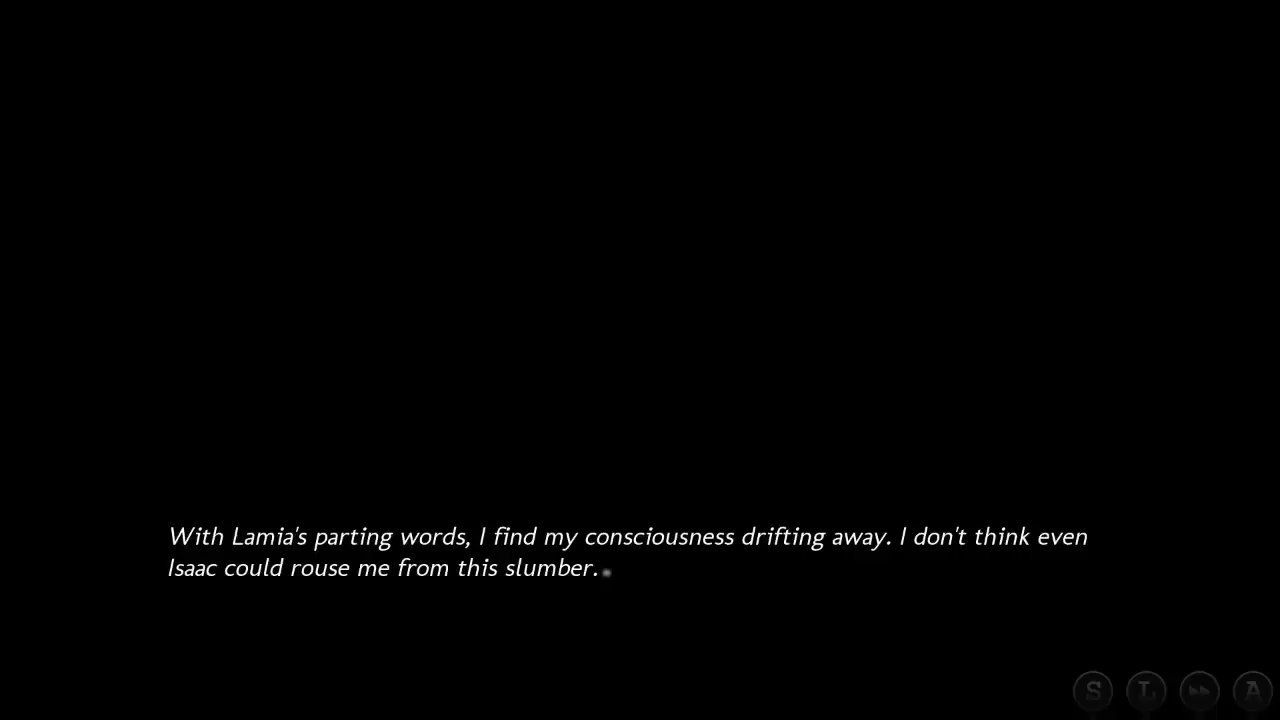 With Lamia's parting words, I find my consciousness drifting away. I don't think even
Isaac could rouse me from this slumber.
S L A